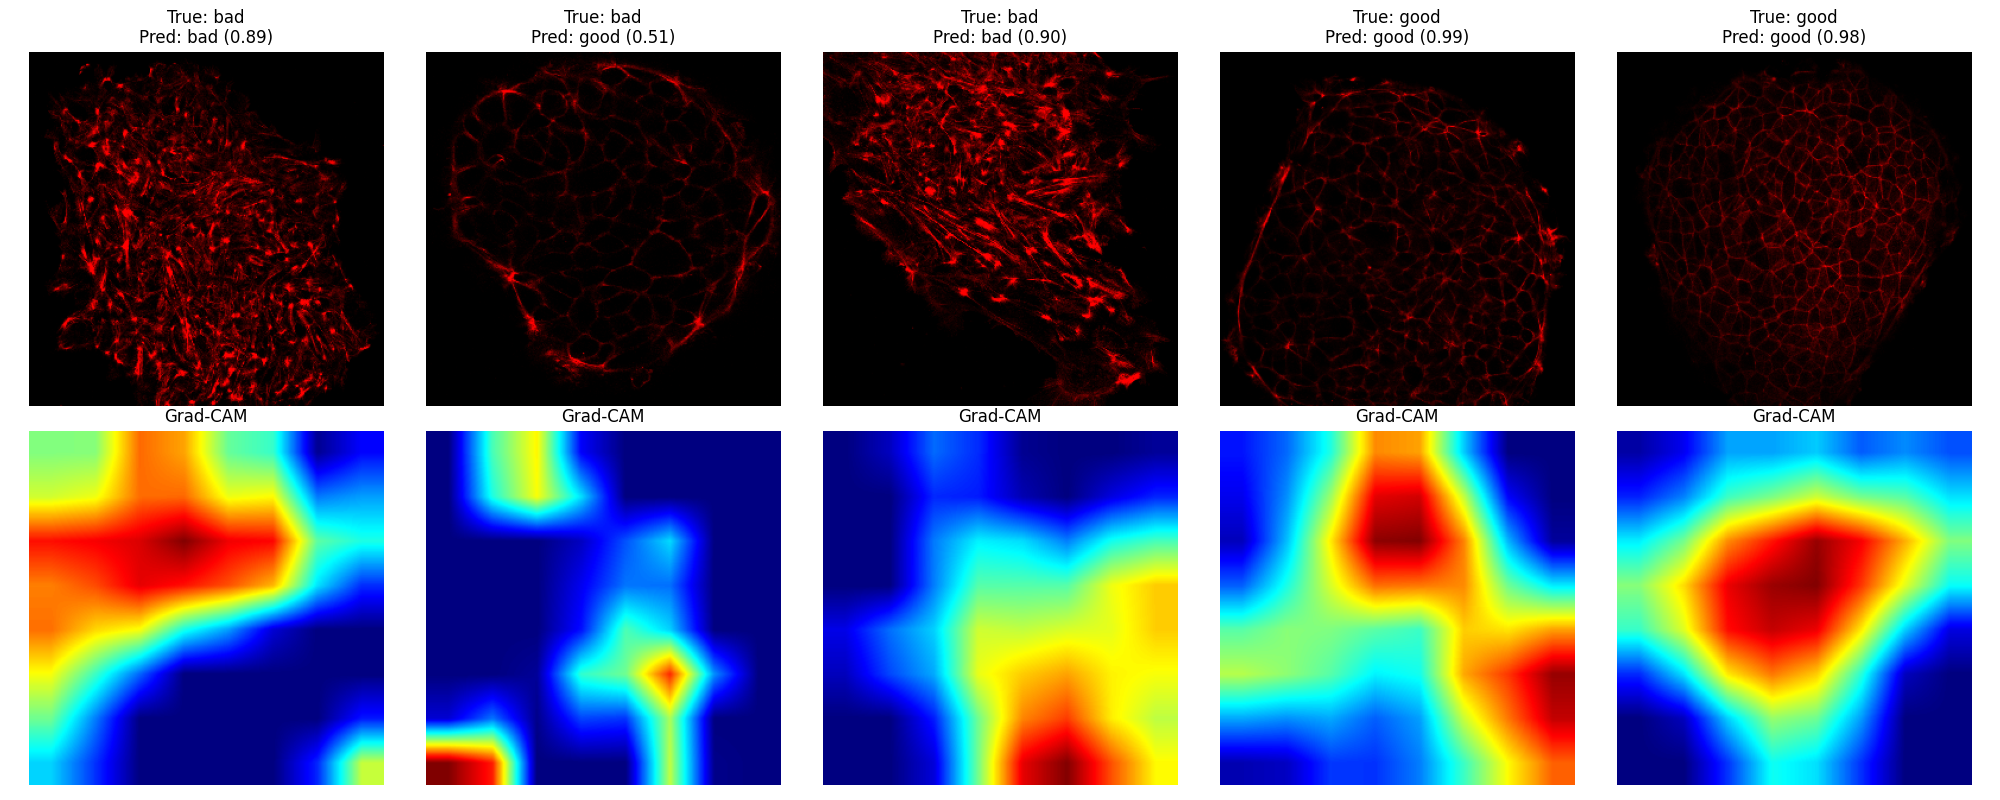 True: bad
Pred: bad (0.89)
True: bad
Pred: good (0.51)
True: bad
Pred: bad (0.90)
True: good
Pred: good (0.99)
True: good
Pred: good (0.98)
Grad-CAM
Grad-CAM
Grad-CAM
Grad-CAM
Grad-CAM